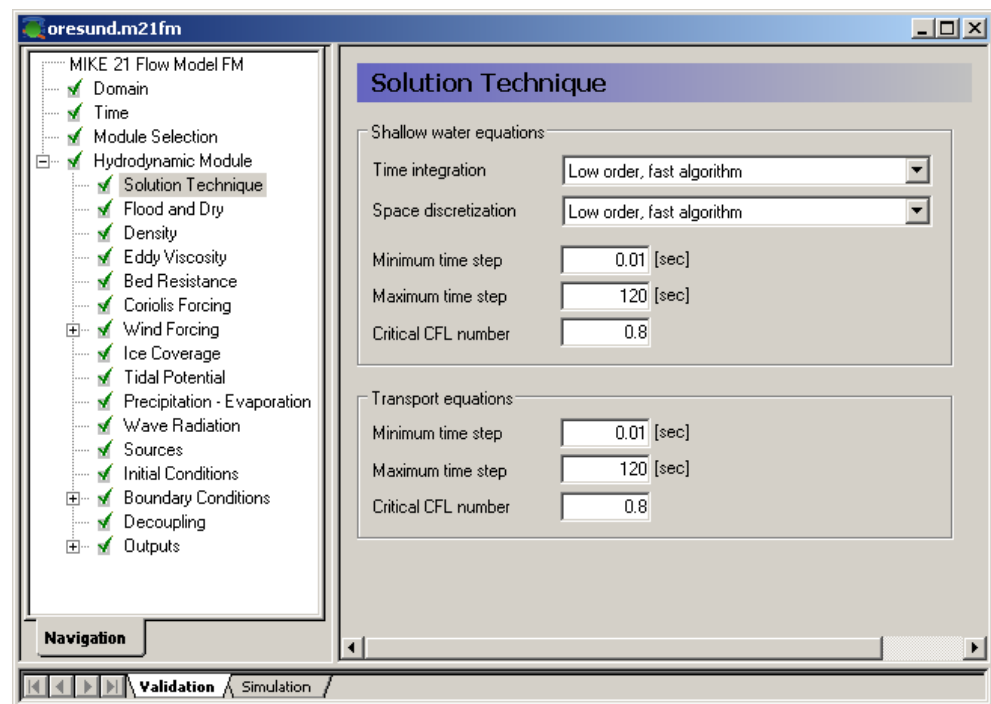 oresund.m21fm
MIKE 21 Flow Model FM
Domain
Time
Module Selection
Hydrodynamic Module
Solution Technique
Flood and Dry
Density
Eddy Viscosity
Bed Resistance
Coriolis Forcing
Wind Forcing
Ice Coverage
Tidal Potential
Precipitation - Evaporation
Wave Radiation
Sources
Initial Conditions
Boundary Conditions
Decoupling
Outputs
Navigation
Solution Technique
Shallow water equations
Time integration Low order, fast algorithm
Space discretization Low order, fast algorithm
Minimum time step 0.01 [sec]
Maximum time step 120 [sec]
Critical CFL number 0.8
Transport equations
Minimum time step 0.01 [sec]
Maximum time step 120 [sec]
Critical CFL number 0.8
Validation Simulation